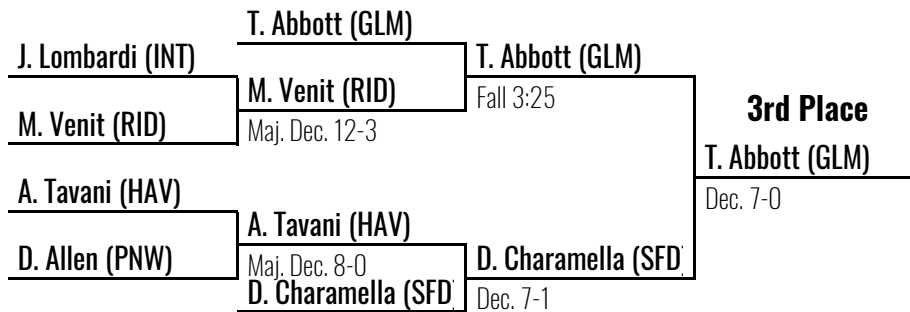 T. Abbott (GLM)
J. Lombardi (INT)
T. Abbott (GLM)
M. Venit (RID)
Fall 3:25
M. Venit (RID)
Maj. Dec. 12-3
3rd Place
T. Abbott (GLM)
Dec. 7-0
A. Tavani (HAV)
A. Tavani (HAV)
D. Allen (PNW)
Maj. Dec. 8-0
D. Charamella (SFD)
D. Charamella (SFD
Dec. 7-1